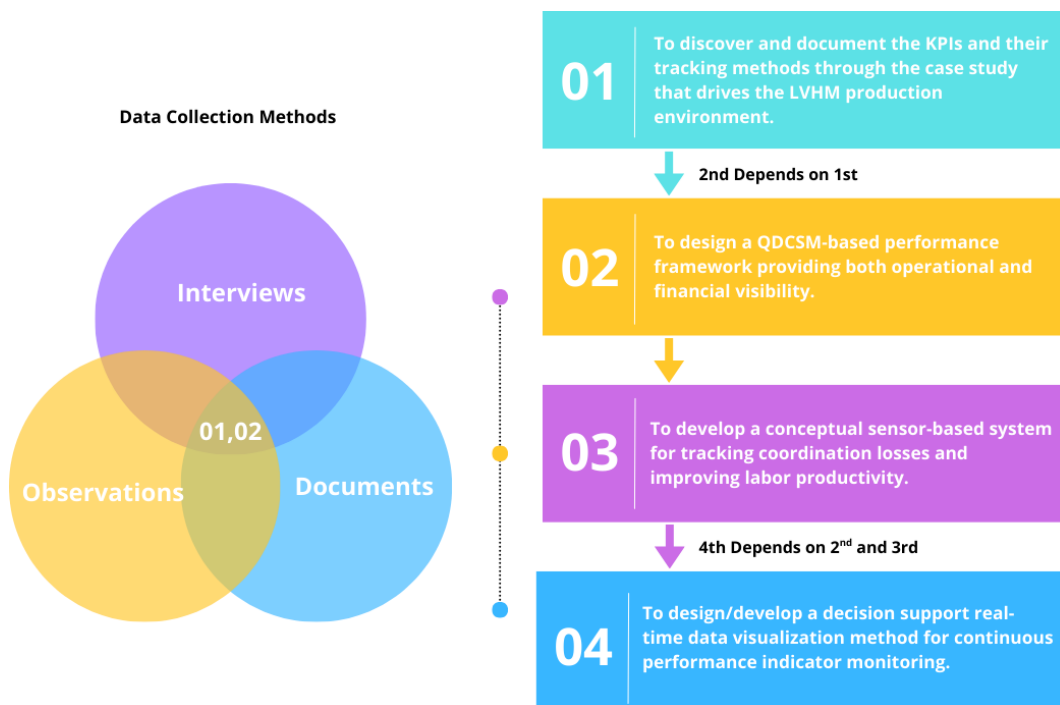 Data Collection Methods
Interviews
01,02
Observations
Documents
01
To discover and document the KPIs and their
tracking methods through the case study
that drives the LVHM production
environment.
2nd Depends on 1st
02
To design a QDCSM-based performance
framework providing both operational and
financial visibility.
03
To develop a conceptual sensor-based system
for tracking coordination losses and
improving labor productivity.
4th Depends on 2nd and 3rd
04
To design/develop a decision support real-
time data visualization method for continuous
performance indicator monitoring.